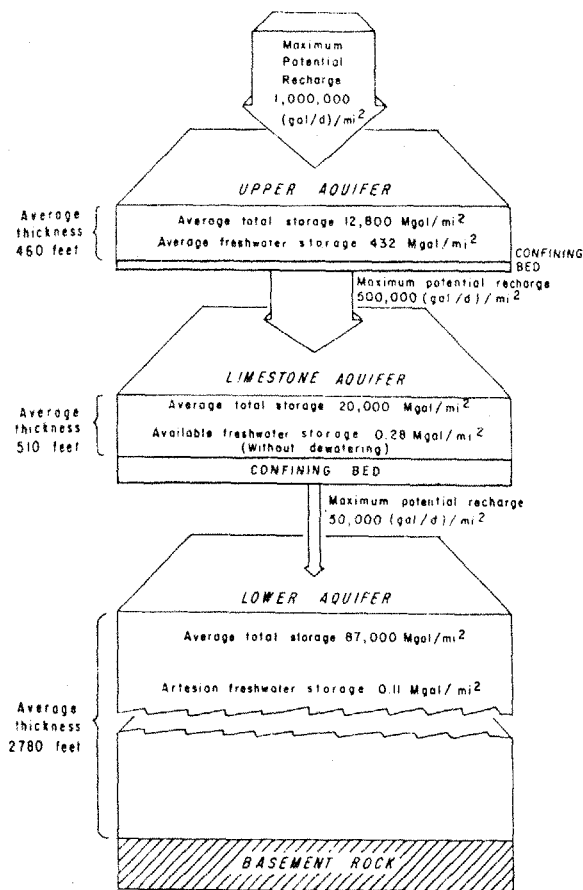 Maximum
Potential
Recharge
1,000,000
(gal/d)/mi²
UPPER AQUIFER
Average
thickness
460 feet
Average total storage 12,800 Mgal/mi²
Average freshwater storage 432 Mgal/mi²
CONFINING
BED
Maximum potential recharge
500,000 (gal/d)/mi²
LIMESTONE AQUIFER
Average
thickness
510 feet
Average total storage 20,000 Mgal/mi²
Available freshwater storage 0.28 Mgal/mi²
(Without dewatering)
CONFINING BED
Maximum potential recharge
50,000 (gal/d)/mi²
LOWER AQUIFER
Average total storage 87,000 Mgal/mi²
Artesian freshwater storage 0.11 Mgal/mi²
Average
thickness
2780 feet
BASEMENT ROCK